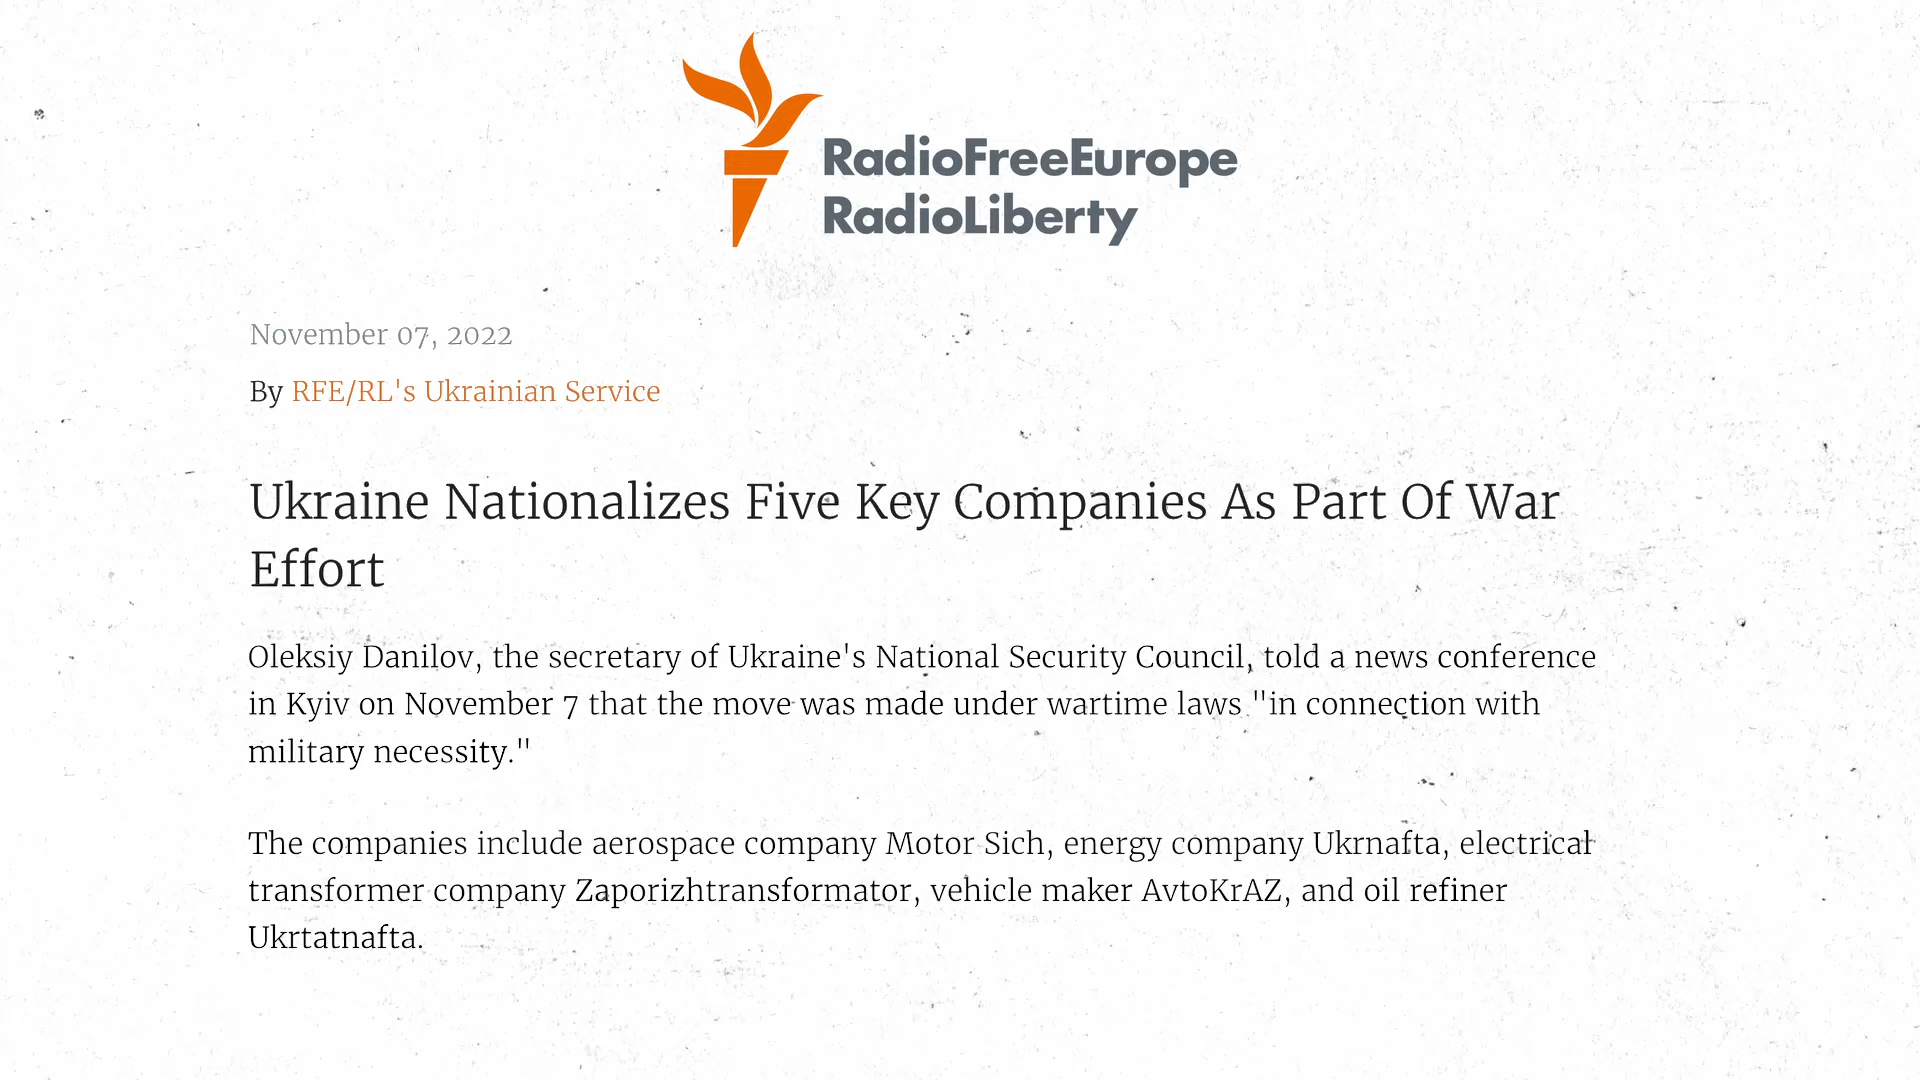 RadioFreeEurope
RadioLiberty
November 07, 2022
By RFE/RL's Ukrainian Service
Ukraine Nationalizes Five Key Companies As Part Of War
Effort
Oleksiy Danilov, the secretary of Ukraine's National Security Council, told a news conference
in Kyiv on November 7 that the move was made under wartime laws "in connection with
military necessity."
The companies include aerospace company Motor Sich, energy company Ukrnafta, electrical
transformer company Zaporizhtransformator, vehicle maker AvtoKrAZ, and oil refiner
Ukrtatnafta.